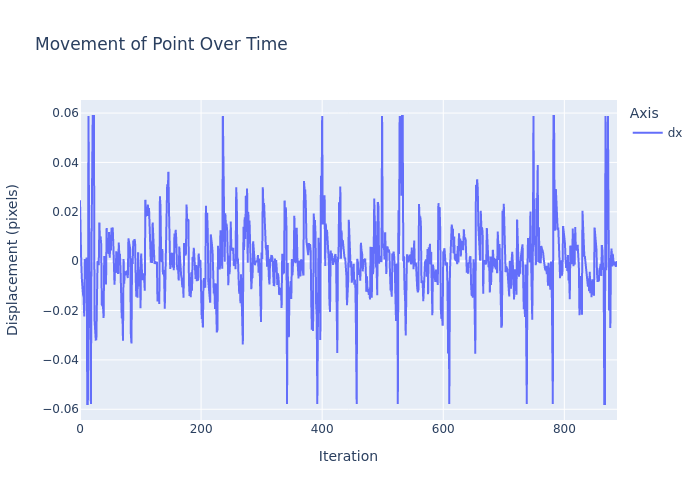 Movement of Point Over Time
Displacement (pixels)
0.06
0.04
0.02
0
−0.02
−0.04
−0.06
0
200
400
600
800
Iteration
Axis
dx